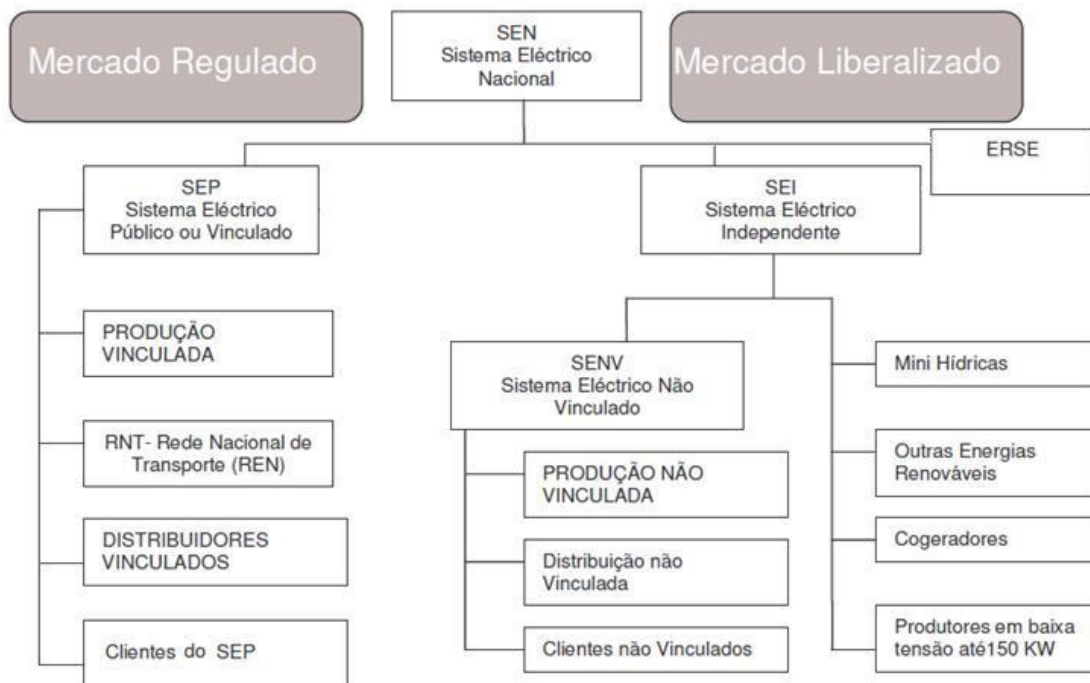 Mercado Regulado
SEN
Sistema Eléctrico
Nacional
Mercado Liberalizado
ERSE
SEP
Sistema Eléctrico
Público ou Vinculado
SEI
Sistema Eléctrico
Independente
PRODUÇÃO
VINCULADA
RNT- Rede Nacional de
Transporte (REN)
DISTRIBUIDORES
VINCULADOS
Clientes do SEP
SENV
Sistema Eléctrico Não
Vinculado
PRODUÇÃO NÃO
VINCULADA
Distribuição não
Vinculada
Clientes não Vinculados
Mini Hídricas
Outras Energias
Renováveis
Cogeradores
Produtores em baixa
tensão até150 KW